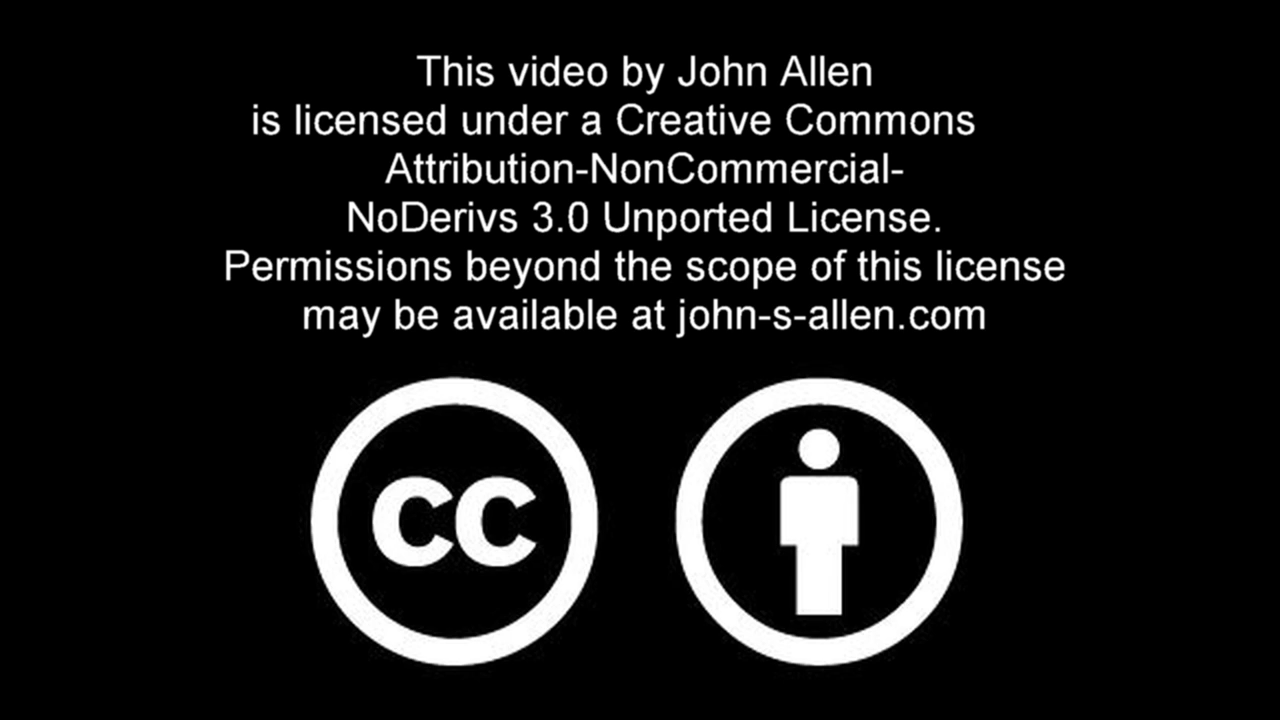 This video by John Allen
is licensed under a Creative Commons
Attribution-NonCommercial-
NoDerivs 3.0 Unported License.
Permissions beyond the scope of this license
may be available at john-s-allen.com
cc